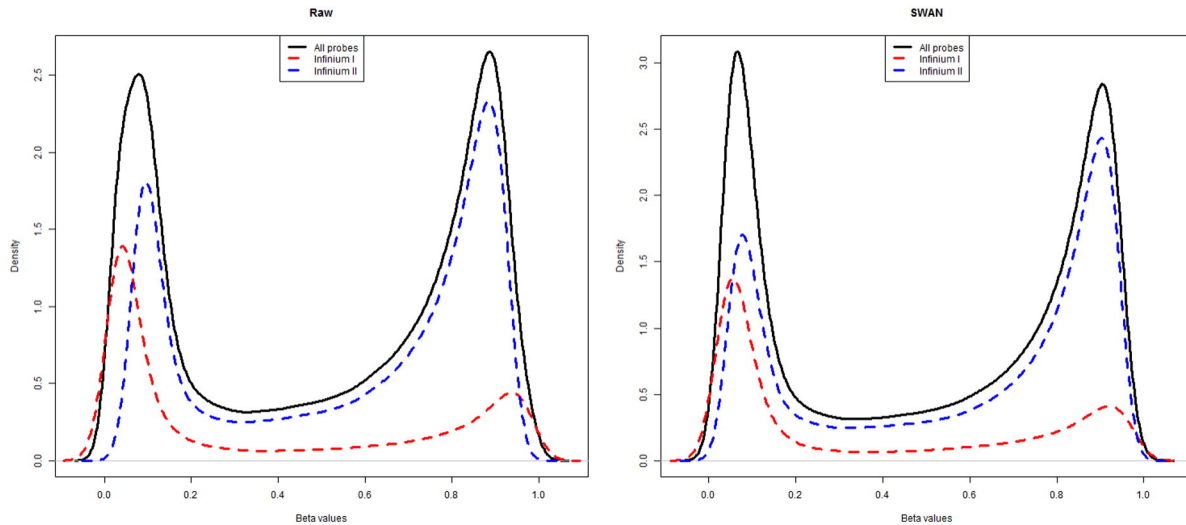 Raw
All probes
Infinium I
Infinium II
Density
2.5
2.0
1.5
1.0
0.5
0.0
0.0 0.2 0.4 0.6 0.8 1.0
Beta values
SWAN
All probes
Infinium I
Infinium II
Density
3.0
2.5
2.0
1.5
1.0
0.5
0.0
0.0 0.2 0.4 0.6 0.8 1.0
Beta values